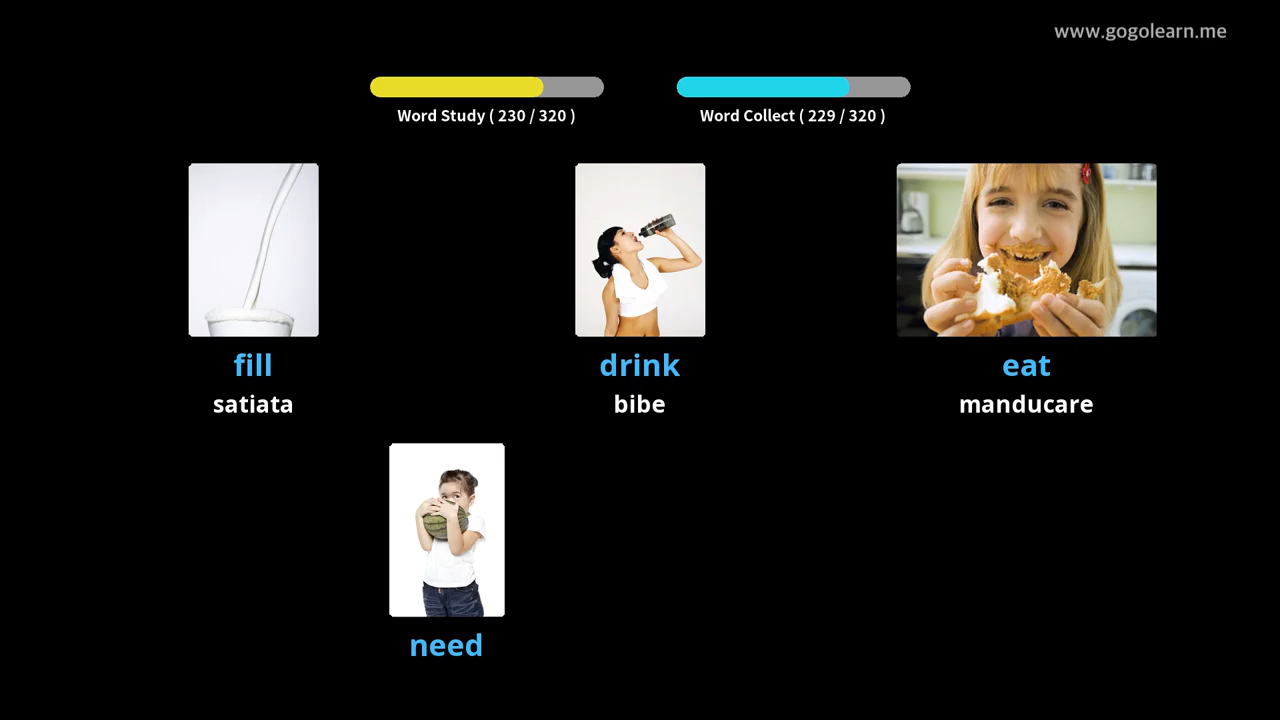 www.gogolearn.me
Word Study ( 230 / 320 )
Word Collect ( 229 / 320 )
fill
satiata
drink
bibe
eat
manducare
need